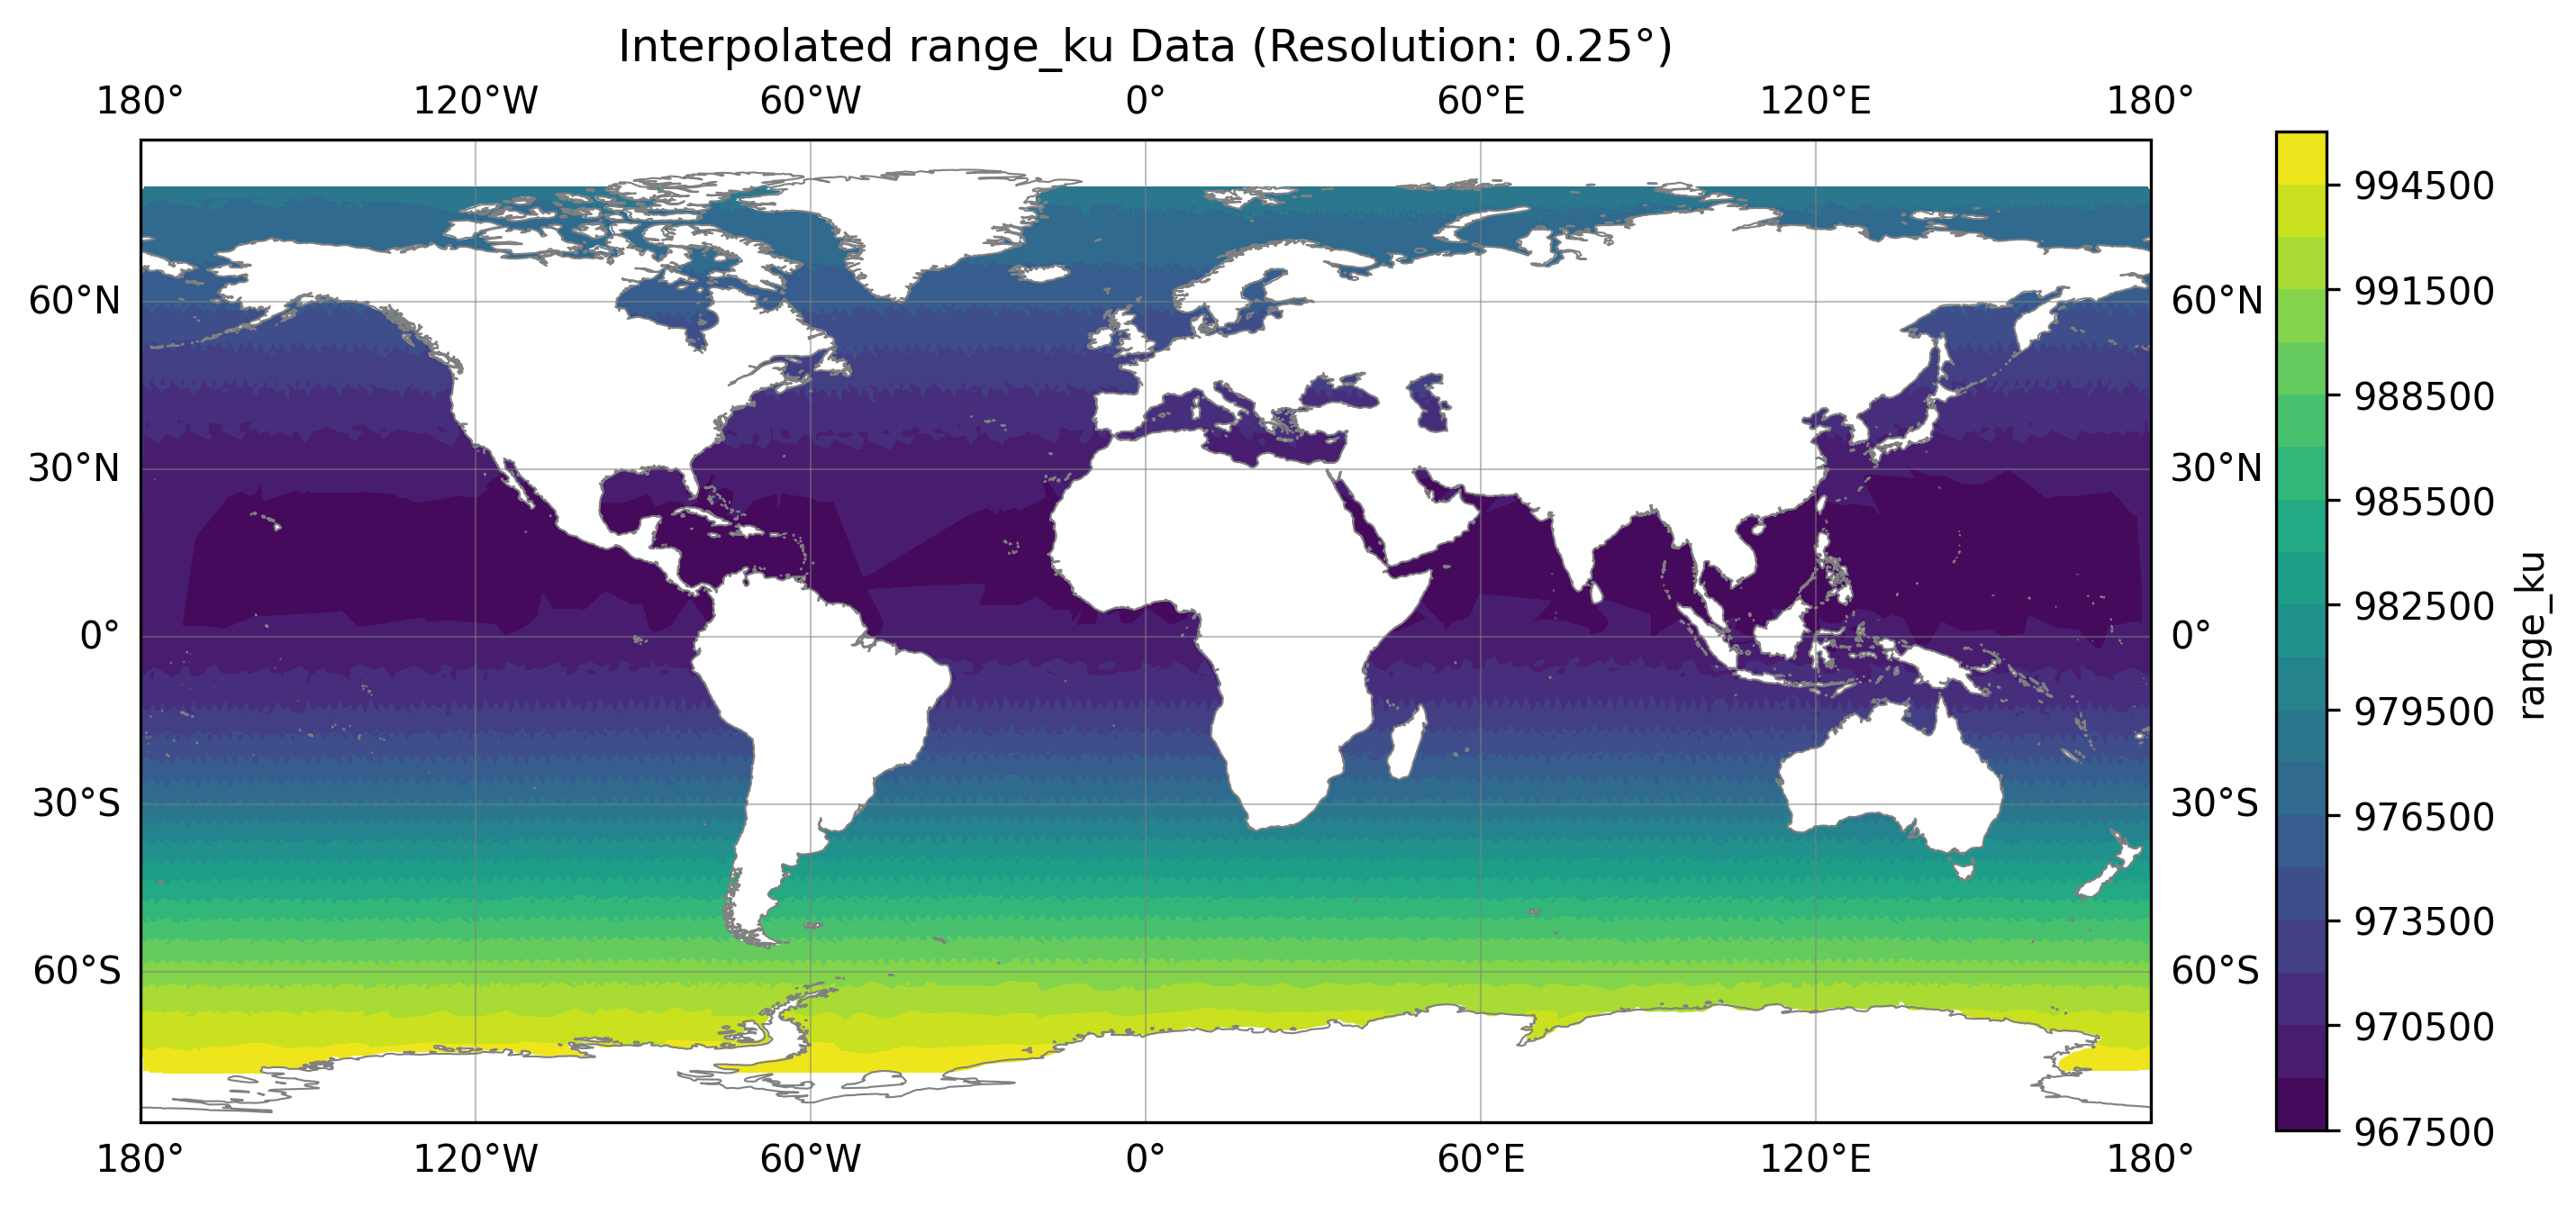 Interpolated range_ku Data (Resolution: 0.25°)
180° 120°W 60°W 0° 60°E 120°E 180°
60°N 60°N
30°N 30°N
0° 0°
30°S 30°S
60°S 60°S
180° 120°W 60°W 0° 60°E 120°E 180°
994500
991500
988500
985500
982500
979500
976500
973500
970500
967500
range_ku